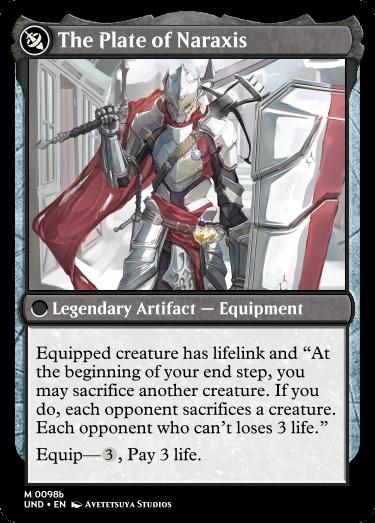 The Plate of Naraxis
Legendary Artifact — Equipment
Equipped creature has lifelink and “At
the beginning of your end step, you
may sacrifice another creature. If you
do, each opponent sacrifices a creature.
Each opponent who can’t loses 3 life.”
Equip—3, Pay 3 life.
M 0098b
UND • EN Avetetsuya Studios